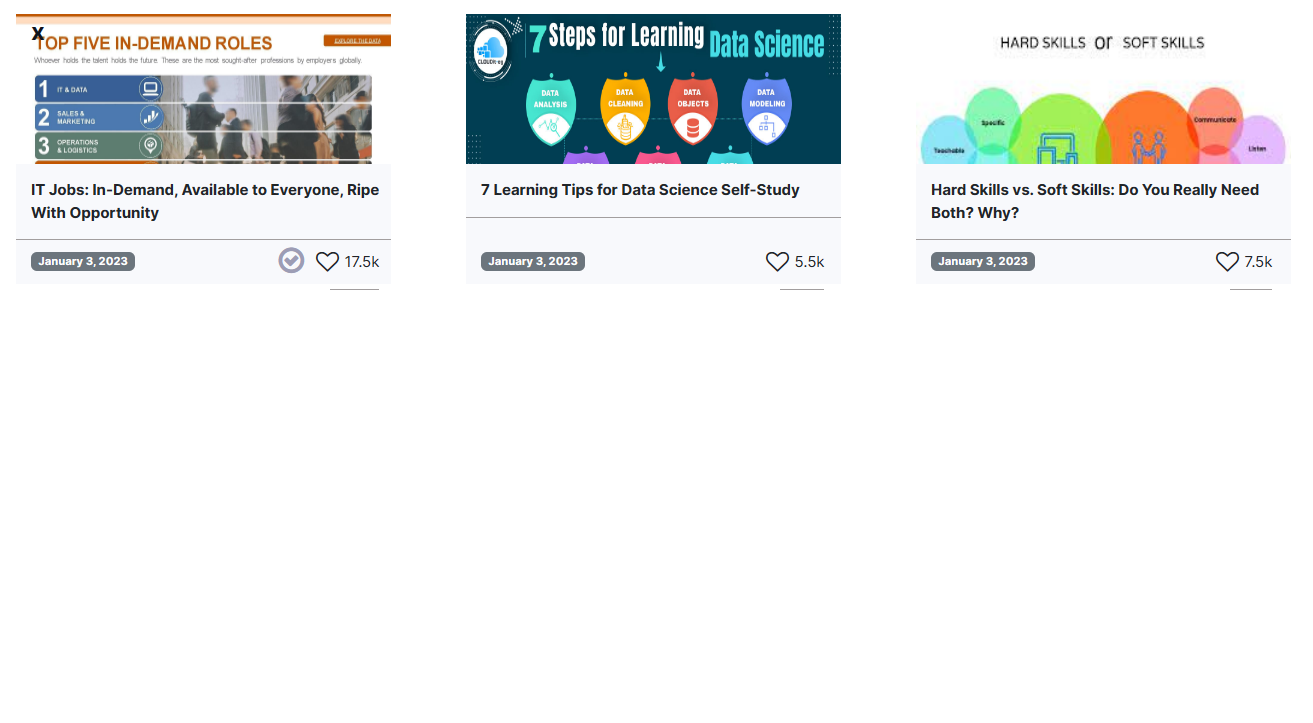 X
TOP FIVE IN-DEMAND ROLES
EXPLORE THE DATA
Whoever holds the talent holds the future. These are the most sought-after professions by employers globally.
1 IT & DATA
2 SALES &
MARKETING
3 OPERATIONS
& LOGISTICS
IT Jobs: In-Demand, Available to Everyone, Ripe
With Opportunity
January 3, 2023
17.5k
7 Steps for Learning Data Science
DATA
ANALYSIS
DATA
CLEANING
DATA
OBJECTS
DATA
MODELING
DATA
DATA
DATA
7 Learning Tips for Data Science Self-Study
January 3, 2023
5.5k
HARD SKILLS or SOFT SKILLS
Specific
Teachable
Communicate
Listen
Hard Skills vs. Soft Skills: Do You Really Need
Both? Why?
January 3, 2023
7.5k